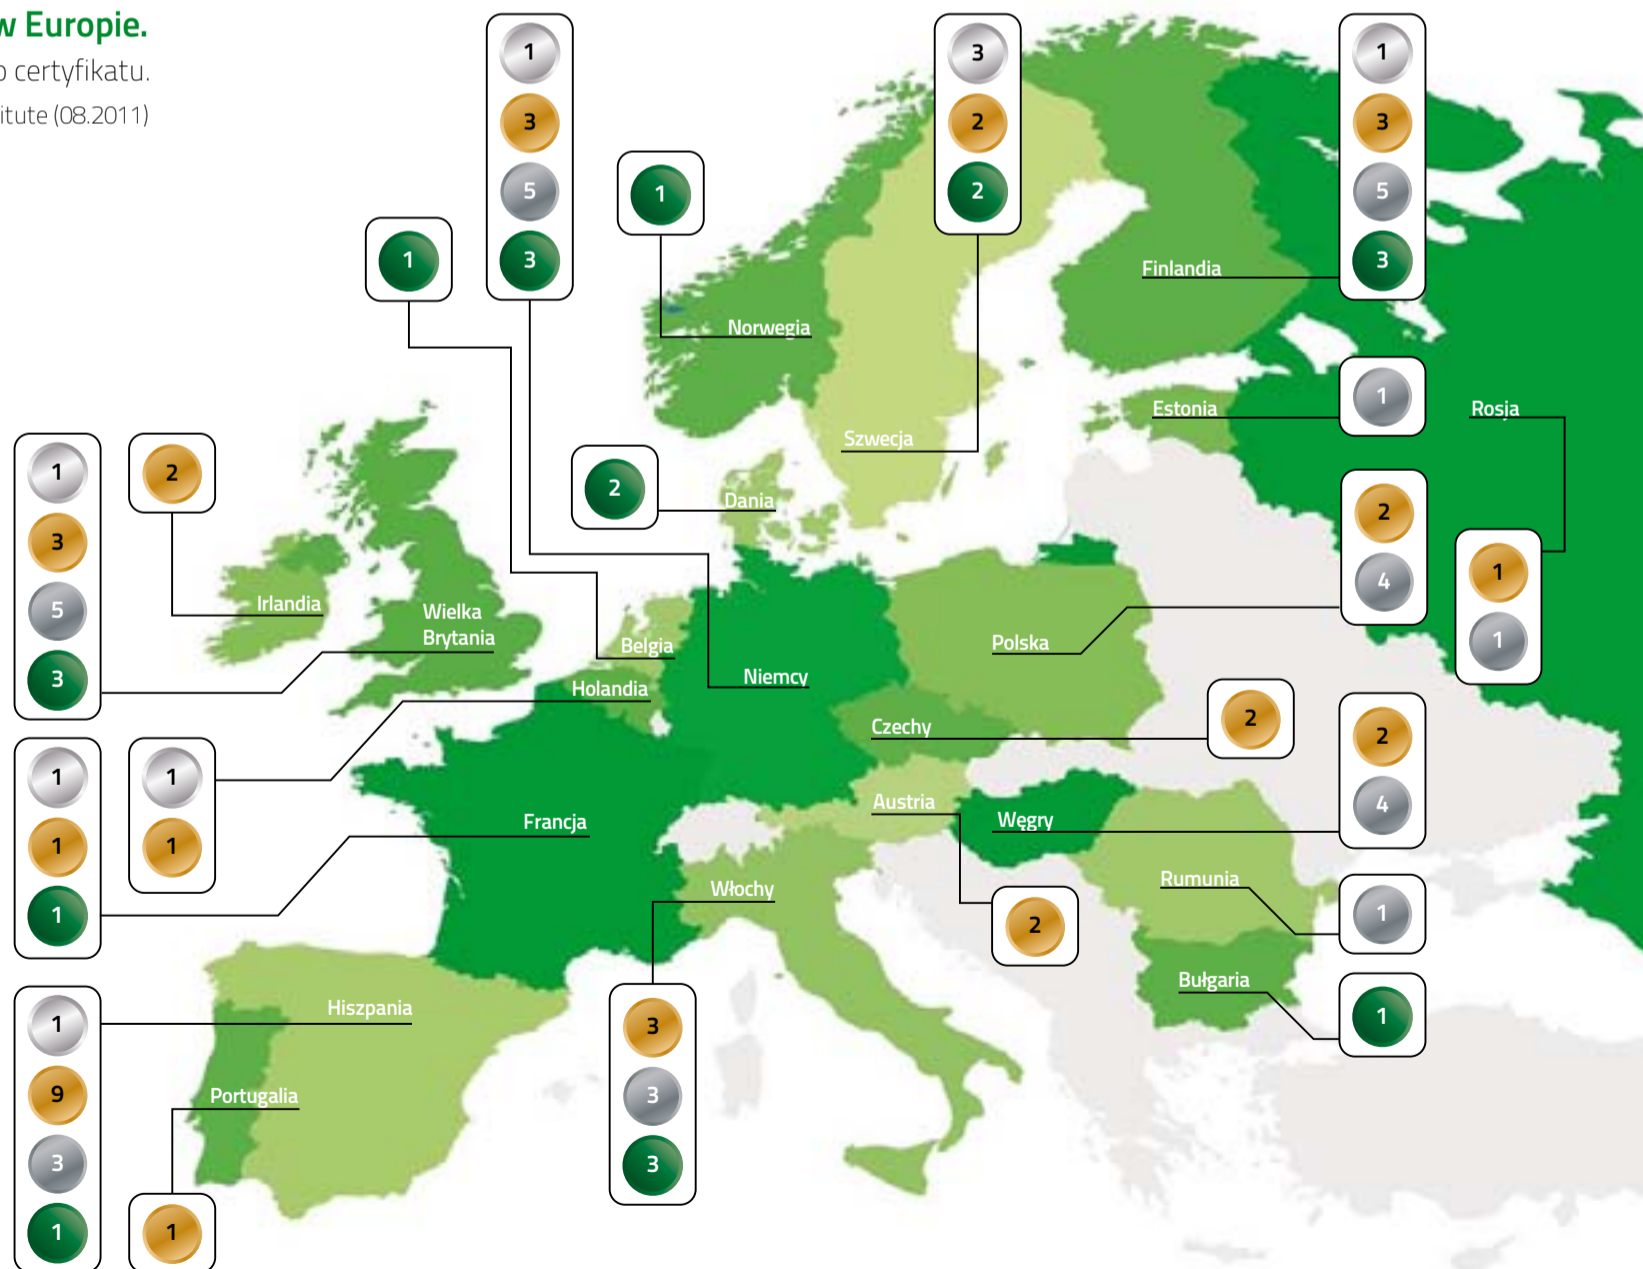 w Europie.
o certyfikatu.
itute (08.2011)
1
3
5
3
1
1
3
2
2
1
3
5
3
Finlandia
Norwegia
Szwecja
Estonia
1
Rosja
1
3
5
3
2
Irlandia
Wielka
Brytania
2
Dania
2
4
1
1
Belgia
Holandia
Niemcy
Polska
Czechy
2
1
1
1
1
1
Francja
Austria
2
Węgry
2
4
Włochy
3
3
3
Rumunia
1
Bułgaria
1
Hiszpania
1
9
3
1
Portugalia
1